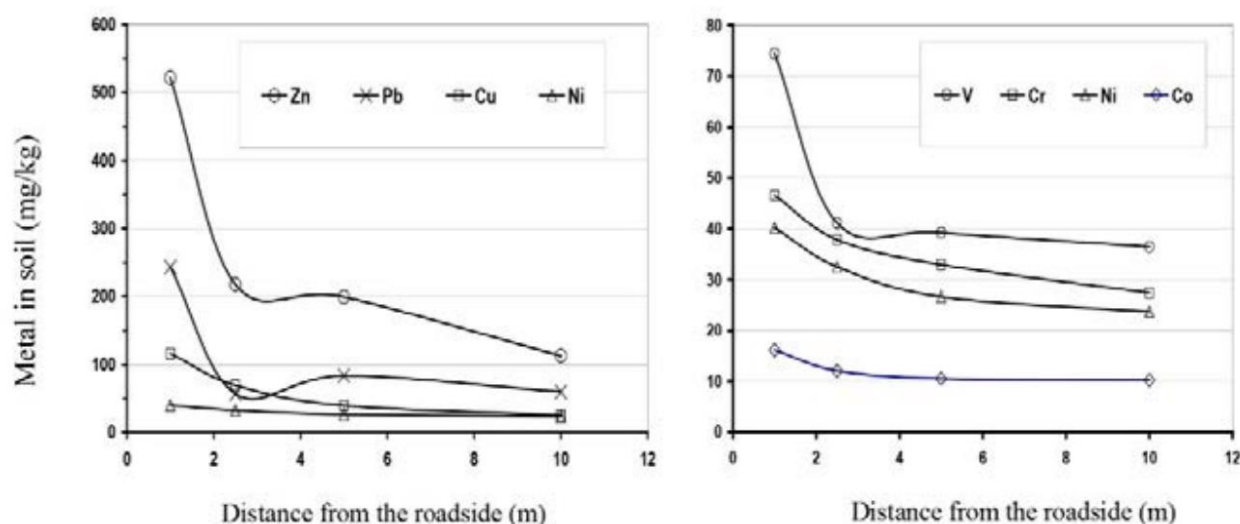 Metal in soil (mg/kg)
600
500
400
300
200
100
0
Zn Pb Cu Ni
0 2 4 6 8 10 12
Distance from the roadside (m)
80
70
60
50
40
30
20
10
0
V Cr Ni Co
0 2 4 6 8 10 12
Distance from the roadside (m)